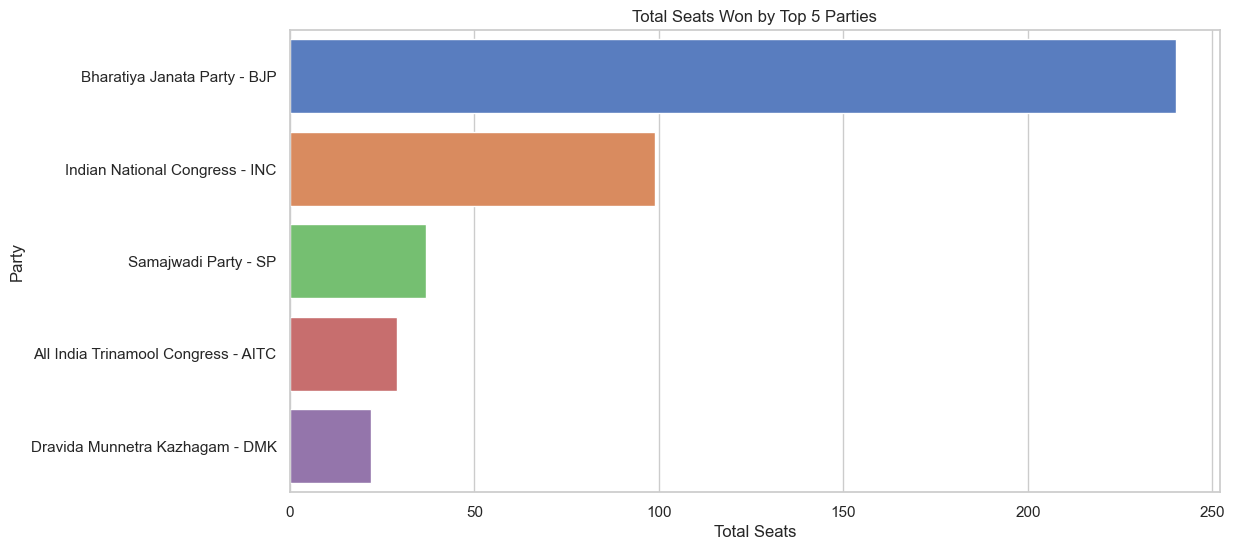 Total Seats Won by Top 5 Parties
Party
Bharatiya Janata Party - BJP
Indian National Congress - INC
Samajwadi Party - SP
All India Trinamool Congress - AITC
Dravida Munnetra Kazhagam - DMK
0 50 100 150 200 250
Total Seats